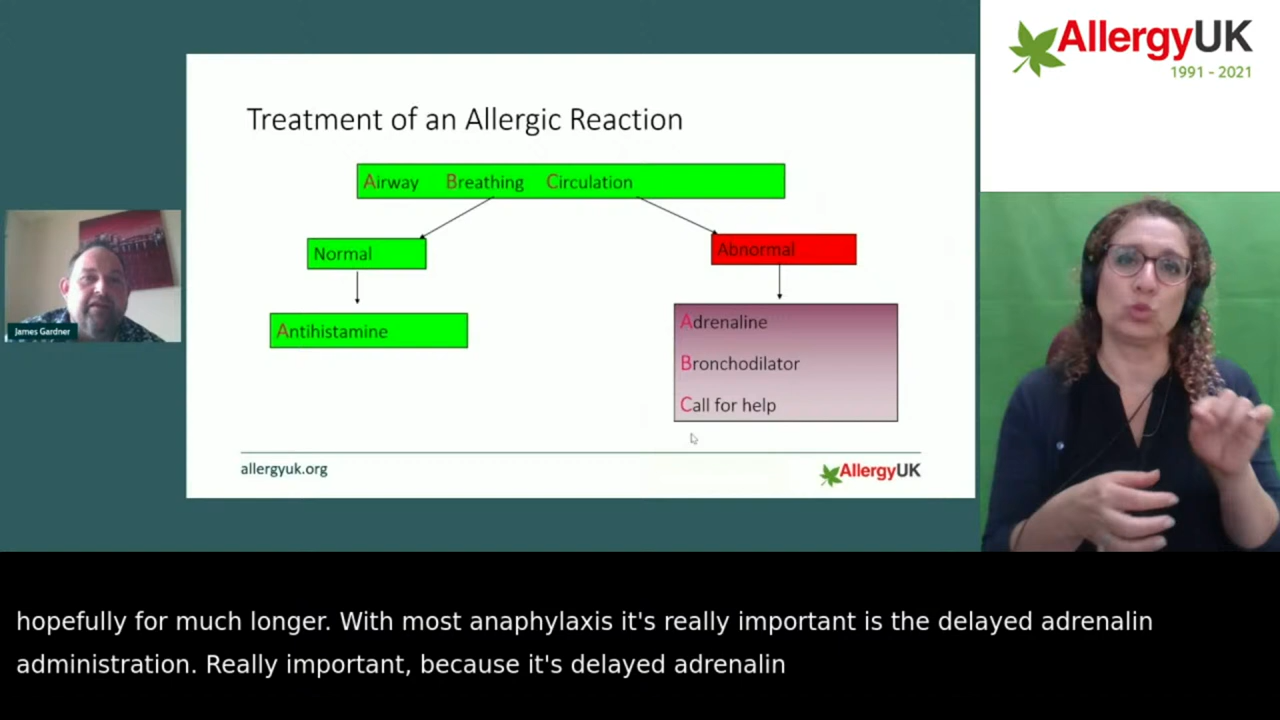 AllergyUK
1991 - 2021
Treatment of an Allergic Reaction
Airway Breathing Circulation
Normal
Abnormal
Antihistamine
Adrenaline
Bronchodilator
Call for help
James Gardner
allergyuk.org
AllergyUK
hopefully for much longer. With most anaphylaxis it's really important is the delayed adrenalin
administration. Really important, because it's delayed adrenalin